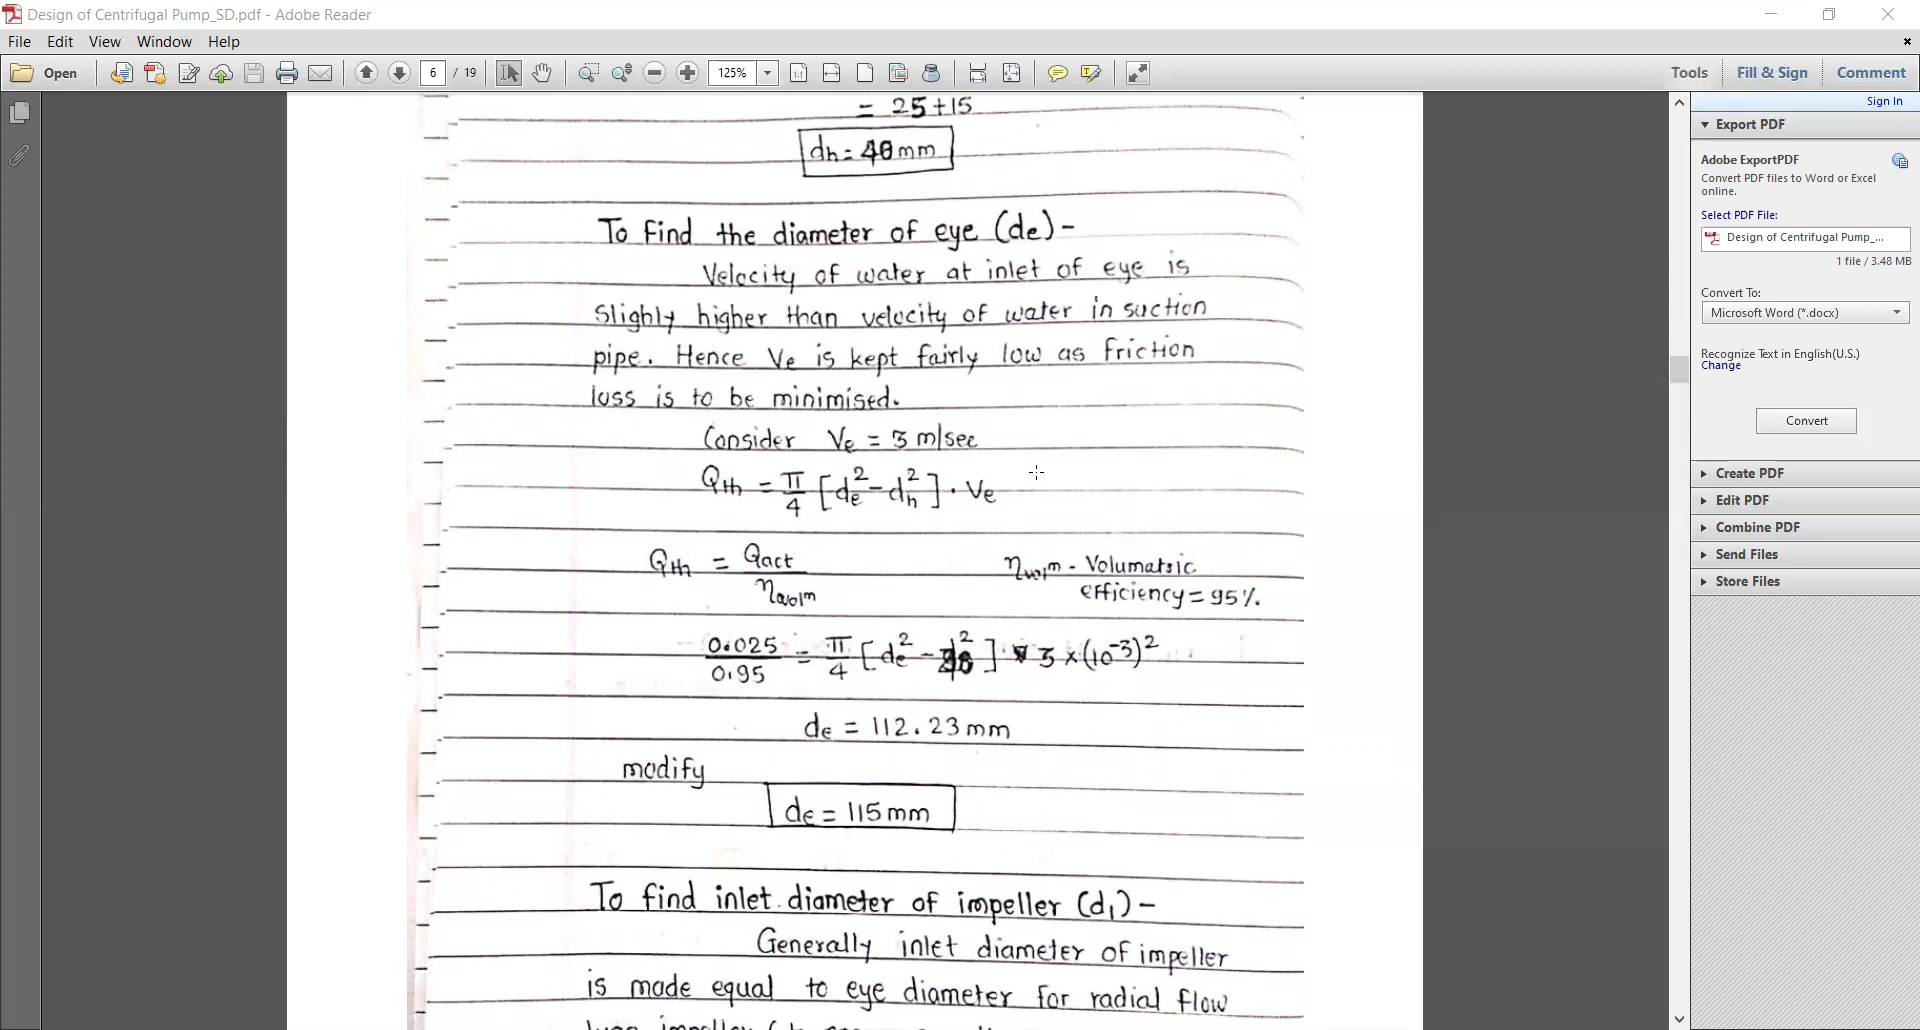 Design of Centrifugal Pump_SD.pdf - Adobe Reader
File Edit View Window Help
Open 6 / 19 125% Tools Fill & Sign Comment
= 25+15
dh = 40mm
To find the diameter of eye (de) -
Velocity of water at inlet of eye is
Slighly higher than velocity of water in suction
pipe. Hence Ve is kept fairly low as friction
loss is to be minimised.
Consider Ve = 3 m/sec
Qth = π/4 [de² - dh²] . Ve
Qth = Qact / ηvolm
ηvolm - Volumatric
efficiency = 95%.
0.025 / 0.95 = π/4 [de² - ] 3 × (10⁻³)²
de = 112.23 mm
modify
de = 115 mm
To find inlet diameter of impeller (d₁) -
Generally inlet diameter of impeller
is made equal to eye diameter for radial flow
Sign In
Export PDF
Adobe ExportPDF
Convert PDF files to Word or Excel
online.
Select PDF File:
Design of Centrifugal Pump_...
1 file / 3.48 MB
Convert To:
Microsoft Word (*.docx)
Recognize Text in English(U.S.)
Change
Convert
Create PDF
Edit PDF
Combine PDF
Send Files
Store Files